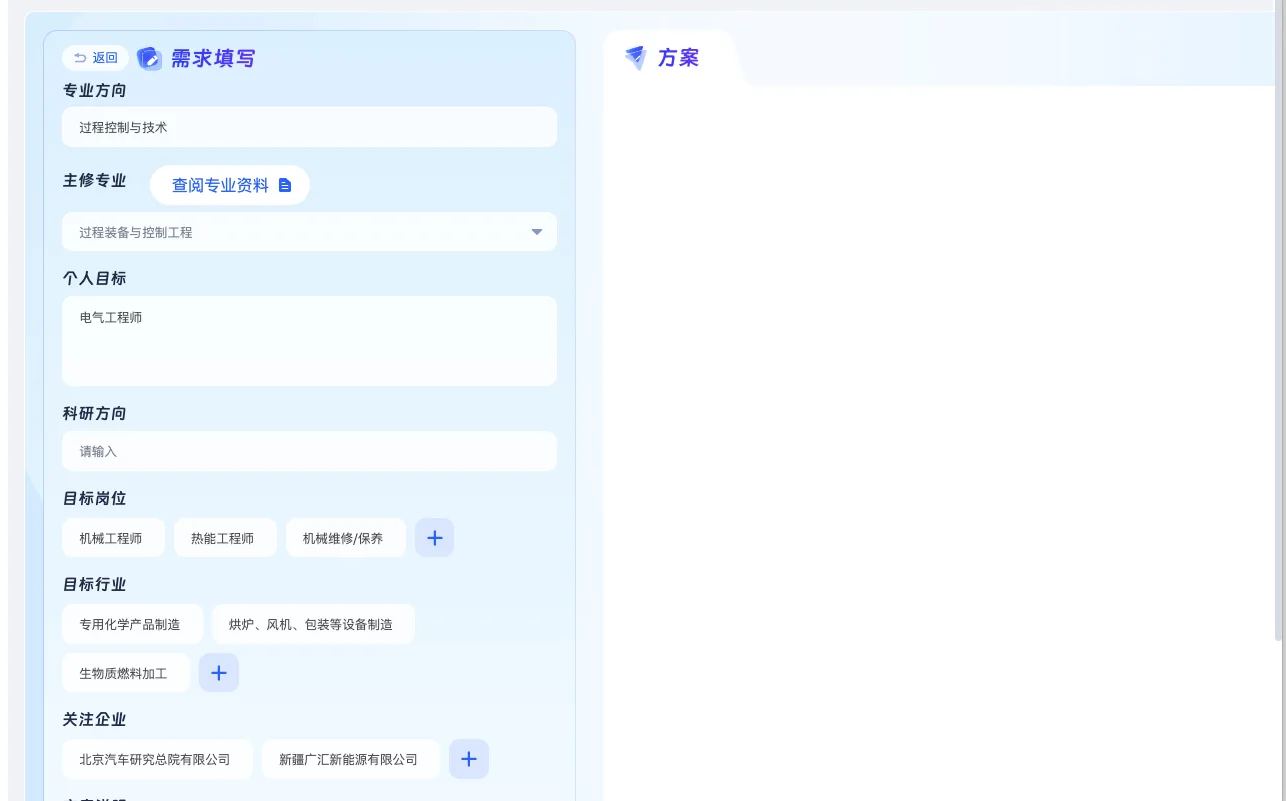 返回 需求填写
专业方向
过程控制与技术
主修专业 查阅专业资料
过程装备与控制工程
个人目标
电气工程师
科研方向
请输入
目标岗位
机械工程师 热能工程师 机械维修/保养 +
目标行业
专用化学产品制造 烘炉、风机、包装等设备制造
生物质燃料加工 +
关注企业
北京汽车研究总院有限公司 新疆广汇新能源有限公司 +
方案